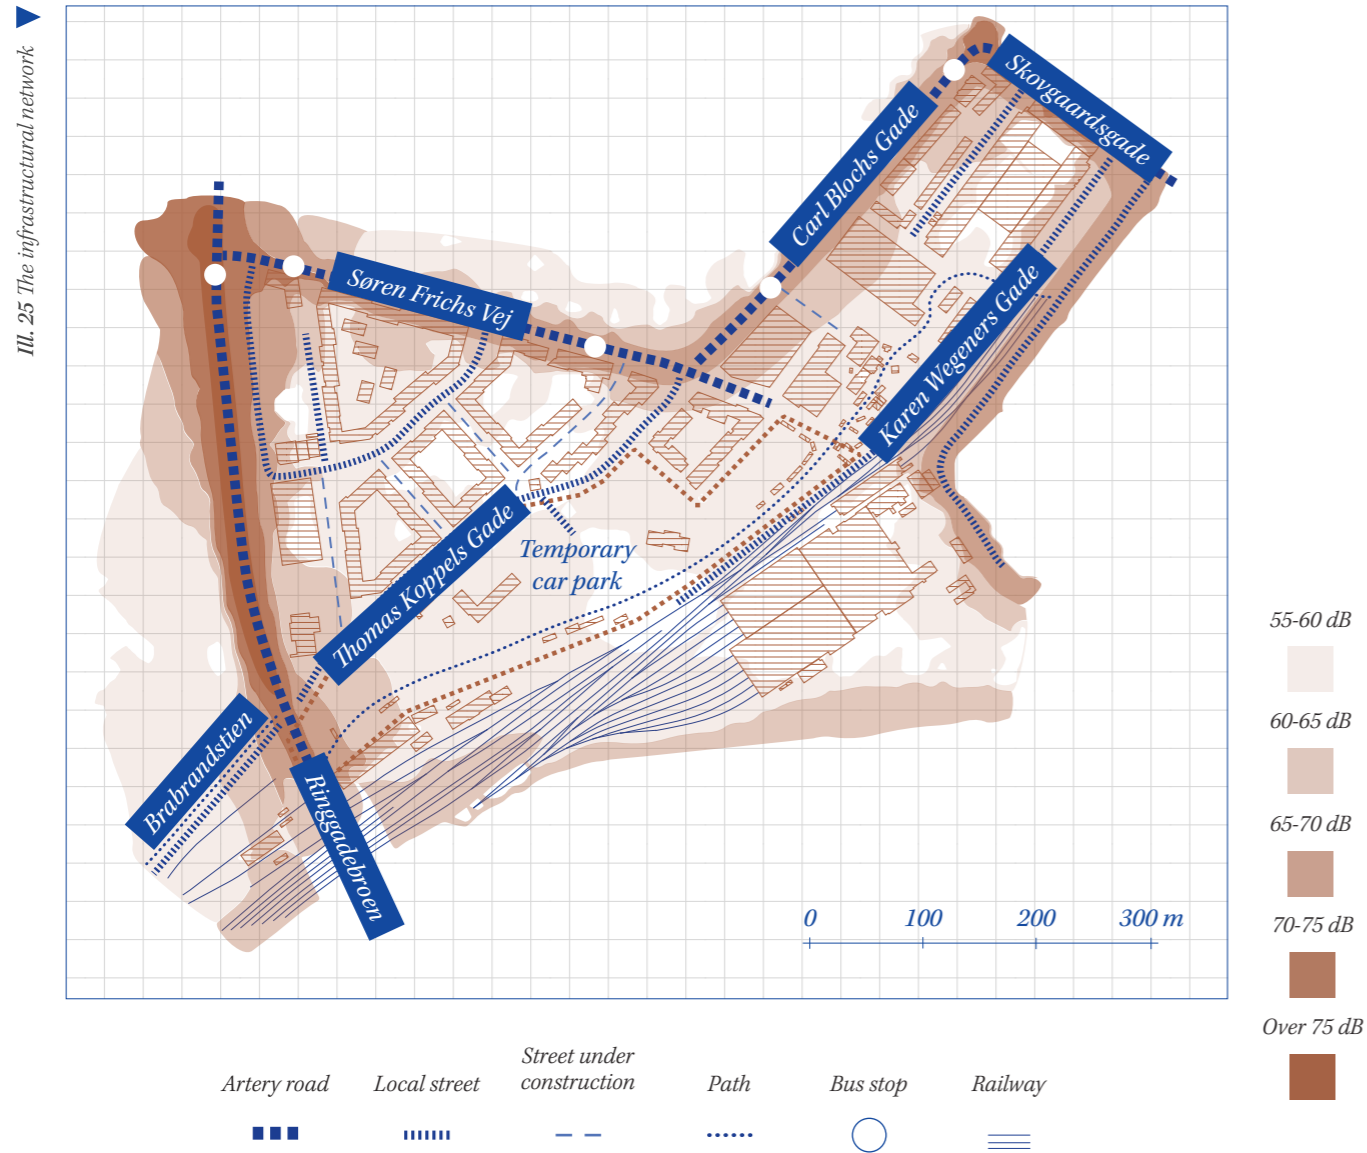 Ill. 25 The infrastructural network
Skovgaardsgade
Carl Blochs Gade
Søren Frichs Vej
Karen Wegeners Gade
Thomas Koppels Gade
Temporary
car park
Brabrandstien
Ringgadebroen
0 100 200 300 m
55-60 dB
60-65 dB
65-70 dB
70-75 dB
Over 75 dB
Artery road
Local street
Street under
construction
Path
Bus stop
Railway